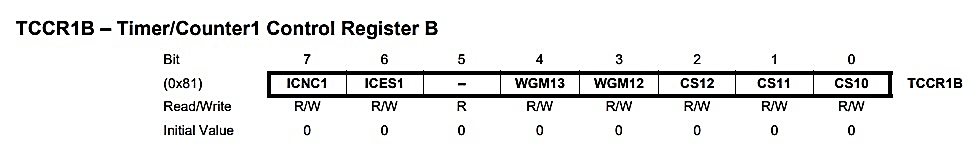 TCCR1B – Timer/Counter1 Control Register B
Bit 7 6 5 4 3 2 1 0
(0x81) ICNC1 ICES1 – WGM13 WGM12 CS12 CS11 CS10 TCCR1B
Read/Write R/W R/W R R/W R/W R/W R/W R/W
Initial Value 0 0 0 0 0 0 0 0